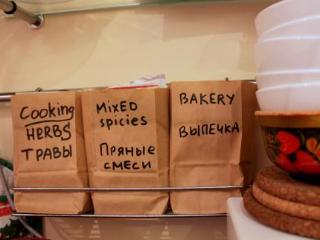 Cooking
HERBS
ТРАВЫ
MixED
spicies
Пряные
смеси
BAKERY
ВЫПЕЧКА